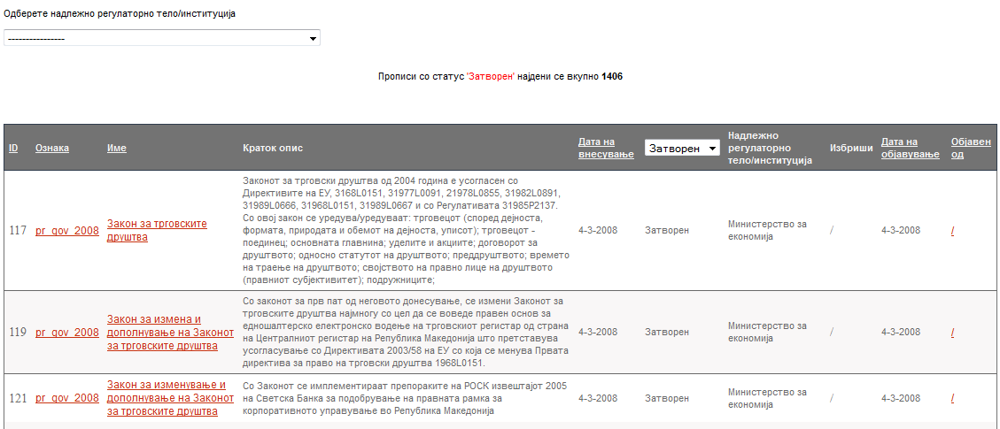 Одберете надлежно регулаторно тело/институција
----------------
Прописи со статус 'Затворен' најдени се вкупно 1406
ID Ознака Име Краток опис Дата на внесување Затворен Надлежно регулаторно тело/институција Избриши Дата на објавување Објавен од
117 pr_gov_2008
Закон за трговските
друштва
Законот за трговски друштва од 2004 година е усогласен со
Директивите на ЕУ, 3168L0151, 31977L0091, 21978L0855, 31982L0891,
31989L0666, 31968L0151, 31989L0667 и со Регулативата 31985P2137.
Со овој закон се уредува/уредуваат: трговецот (според дејноста,
формата, природата и обемот на дејноста, уписот); трговецот -
поединец; основната главнина; уделите и акциите; договорот за
друштвото; односно статутот на друштвото; преддруштвото; времето
на траење на друштвото; својството на правно лице на друштвото
(правниот субјективитет); подружниците;
4-3-2008 Затворен
Министерство за
економија
/ 4-3-2008 /
119 pr_gov_2008
Закон за измена и
дополнување на Законот
за трговските друштва
Со законот за прв пат од неговото донесување, се измени Законот за
трговските друштва најмногу со цел да се воведе правен основ за
едношалтерско електронско водење на трговскиот регистар од страна
на Централниот регистар на Република Македонија што претставува
усогласување со Директивата 2003/58 на ЕУ со која се менува Првата
директива за право на трговски друштва 1968L0151.
4-3-2008 Затворен
Министерство за
економија
/ 4-3-2008 /
121 pr_gov_2008
Закон за изменување и
дополнување на Законот
за трговските друштва
Со Законот се имплементираат препораките на РОСК извештајот 2005
на Светска Банка за подобрување на правната рамка за
корпоративното управување во Република Македонија
4-3-2008 Затворен
Министерство за
економија
/ 4-3-2008 /